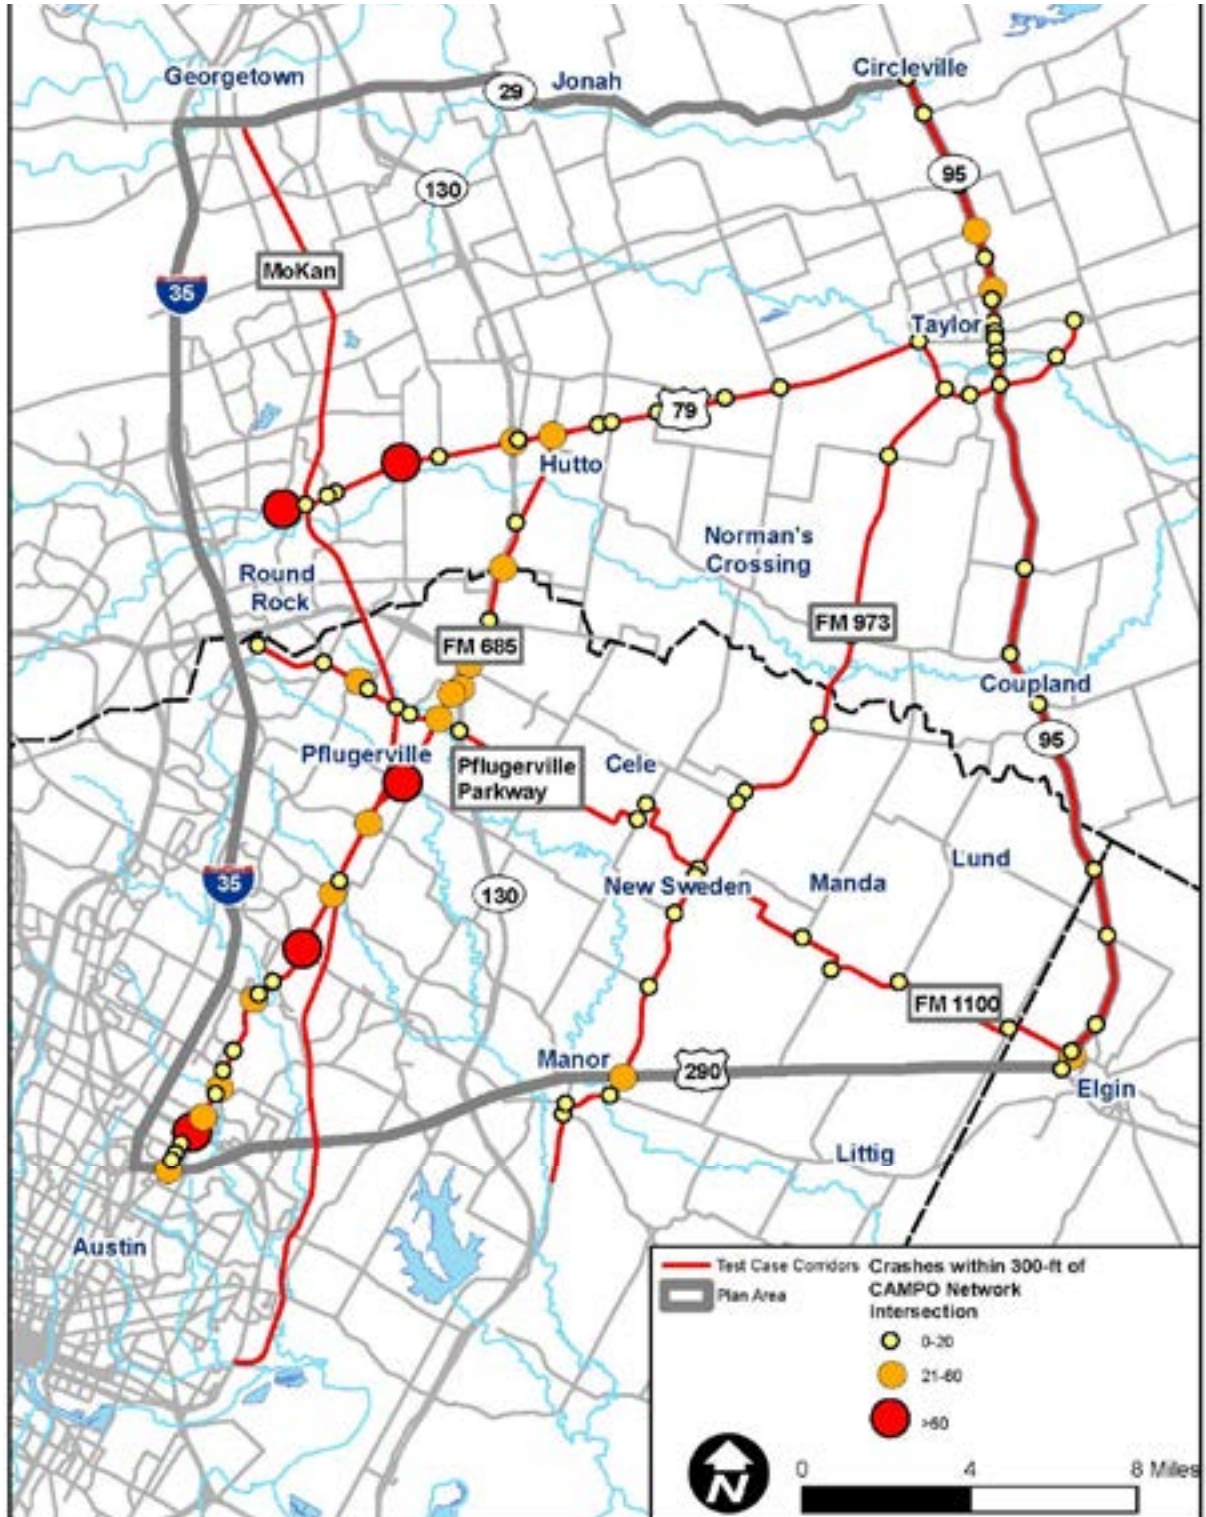 Georgetown
Jonah
Circleville
29
130
95
MoKan
35
Taylor
79
Hutto
Norman's
Crossing
Round
Rock
FM 973
FM 685
Coupland
95
Pflugerville
Pflugerville
Parkway
Cele
Lund
35
130
New Sweden
Manda
FM 1100
Manor
290
Elgin
Littig
Austin
Test Case Corridors
Plan Area
Crashes within 300-ft of
CAMPO Network
Intersection
0-20
21-60
>60
N
0 4 8 Miles